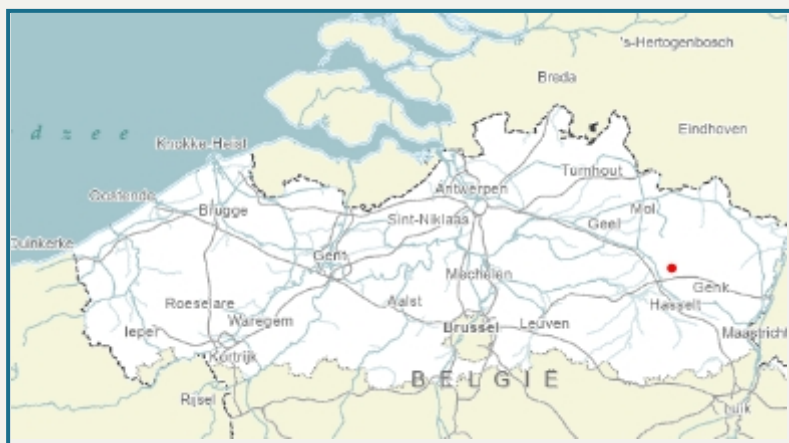 's-Hertogenbosch
Breda
Eindhoven
d z e e
Knokke-Heist
Turnhout
Antwerpen
Oostende
Mol
Brugge
Sint-Niklaas
Geel
Duinkerke
Gent
Mechelen
Genk
Roeselare
Aalst
Hasselt
Ieper
Waregem
Brussel
Leuven
Maastricht
Kortrijk
BELGIË
Rijsel
Luik